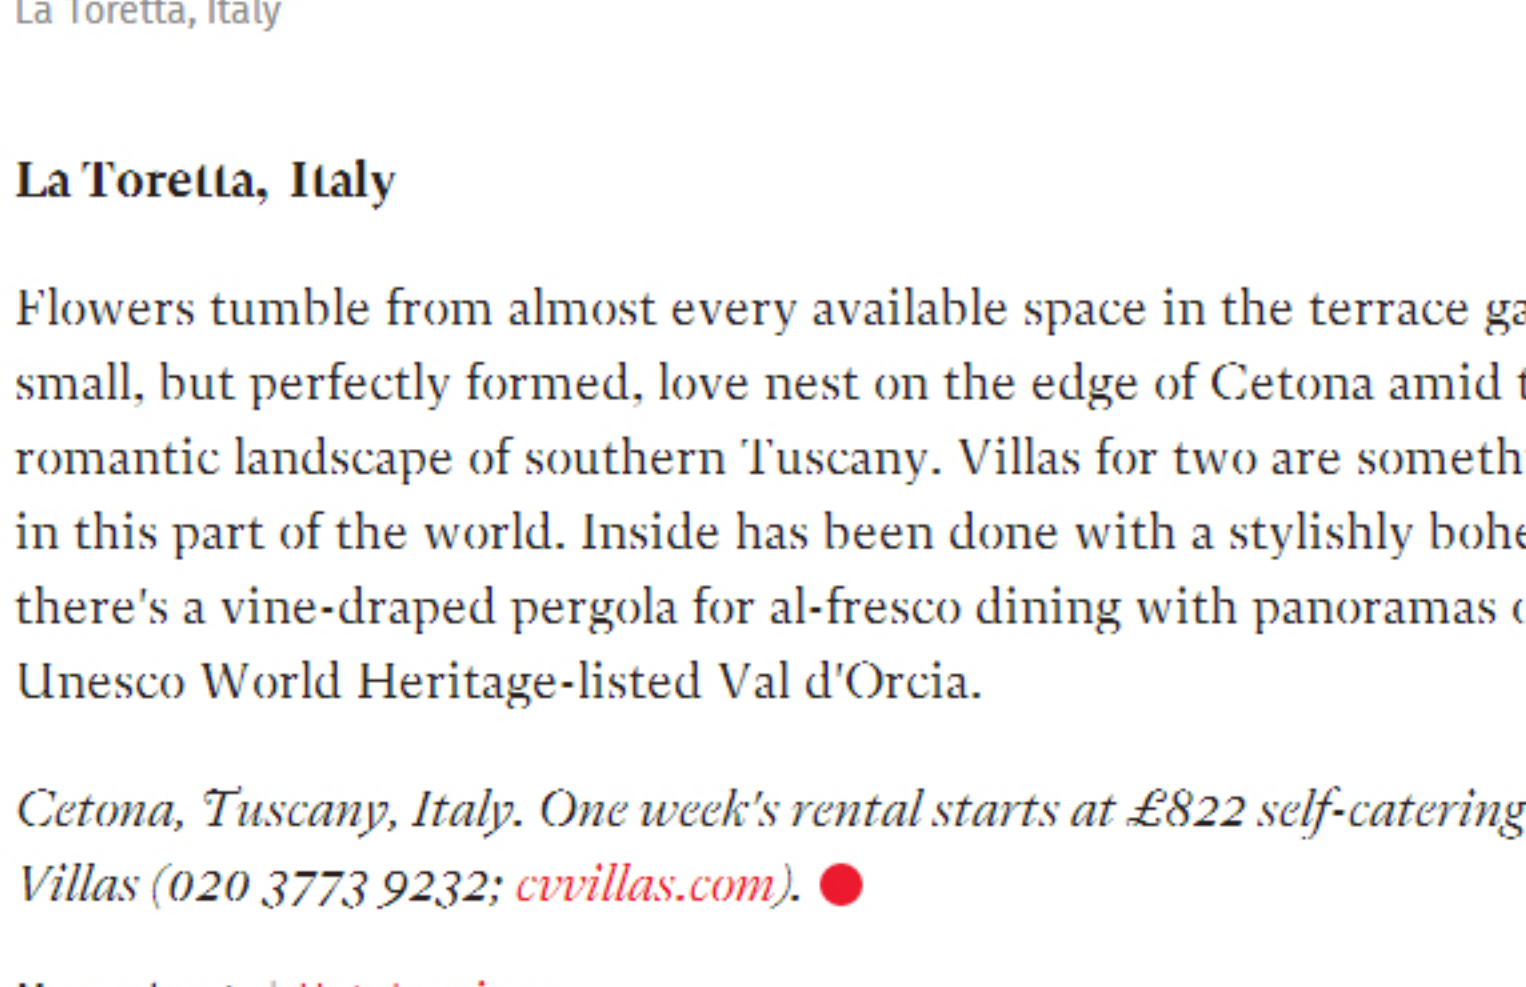 La Toretta, Italy
La Toretta, Italy
Flowers tumble from almost every available space in the terrace
small, but perfectly formed, love nest on the edge of Cetona amid
romantic landscape of southern Tuscany. Villas for two are
in this part of the world. Inside has been done with a stylishly
there's a vine-draped pergola for al-fresco dining with panoramas
Unesco World Heritage-listed Val d'Orcia.
Cetona, Tuscany, Italy. One week's rental starts at £822 self-catering
Villas (020 3773 9232; cvvillas.com).